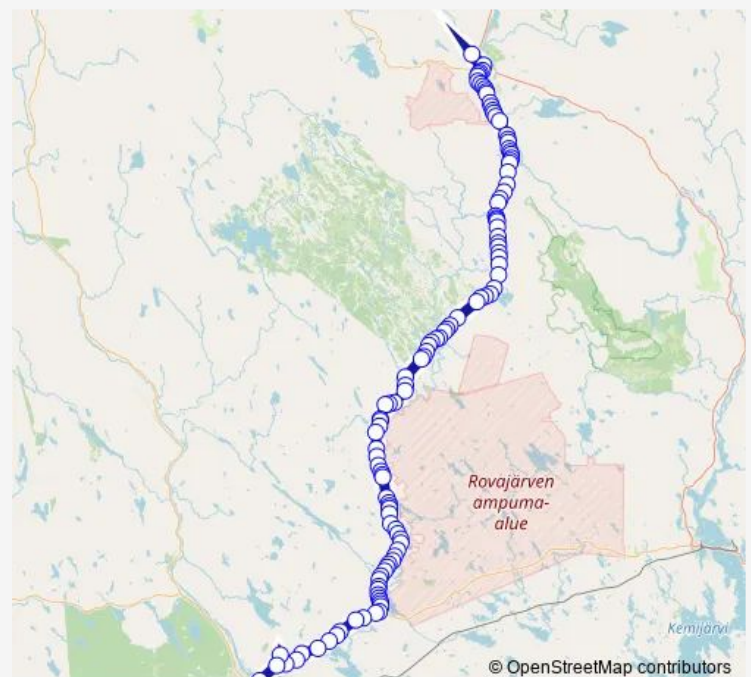 Rovajärven
ampuma-
alue
Kemijärvi
© OpenStreetMap contributors